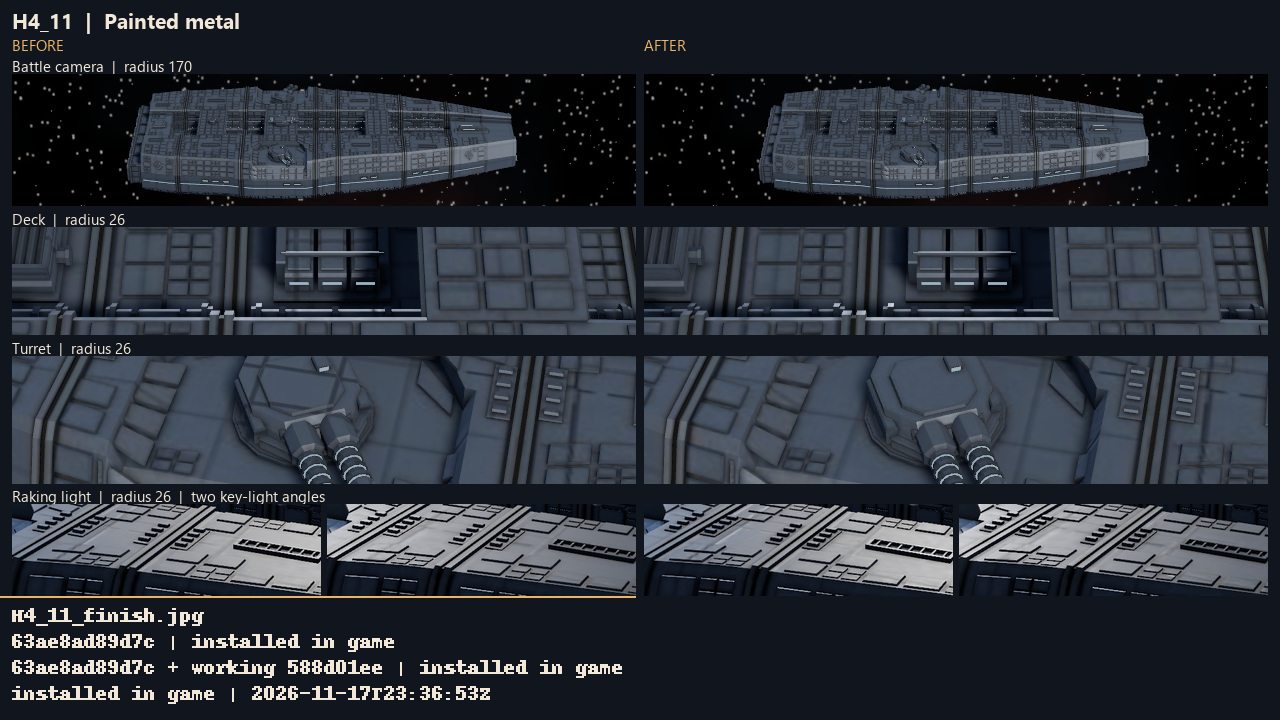 H4_11 | Painted metal
BEFORE
AFTER
Battle camera | radius 170
Deck | radius 26
Turret | radius 26
Raking light | radius 26 | two key-light angles
H4_11_finish.jpg
63ae8ad89d7c | installed in game
63ae8ad89d7c + working 588d01ee | installed in game
installed in game | 2026-11-17T23:36:53Z